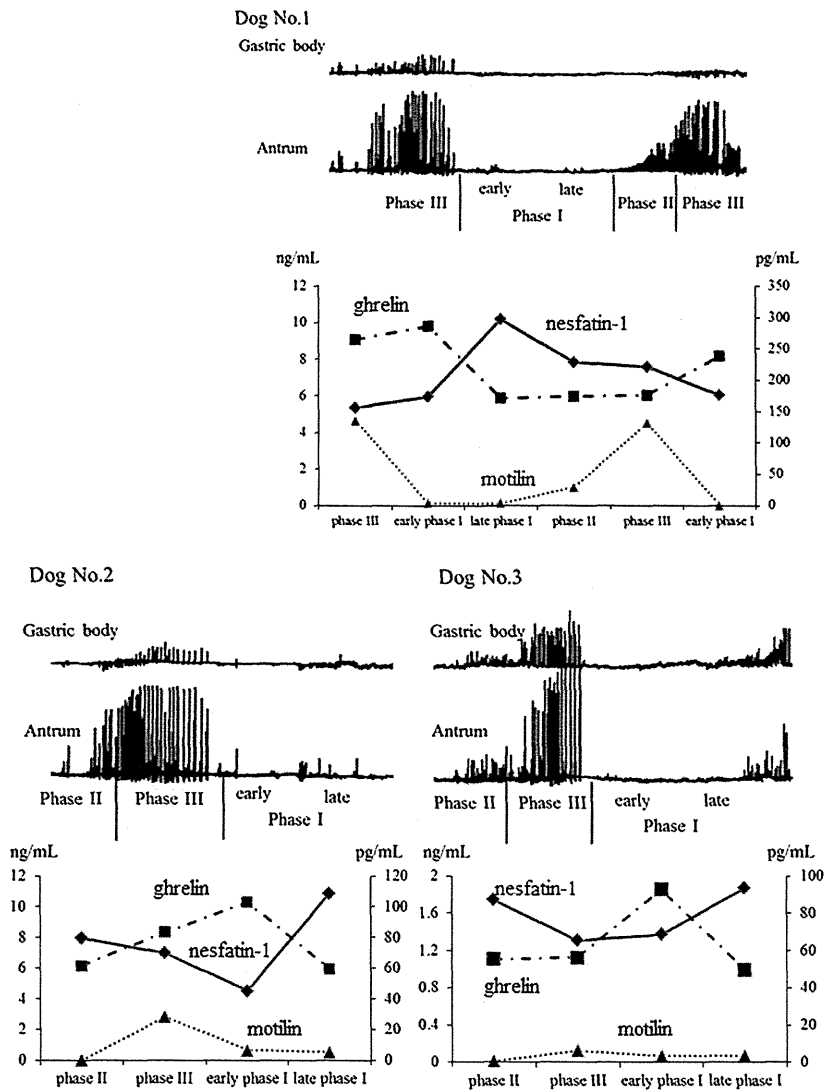 Dog No.1
Gastric body
Antrum
early late
Phase III Phase I Phase II Phase III
ng/mL pg/mL
12 350
10 300
8 250
6 200
4 150
2 100
0 50
0
ghrelin
nesfatin-1
motilin
phase III early phase I late phase I phase II phase III early phase I
Dog No.2
Gastric body
Antrum
Phase II Phase III early late
Phase I
ng/mL pg/mL
12 120
10 100
8 80
6 60
4 40
2 20
0 0
ghrelin
nesfatin-1
motilin
phase II phase III early phase I late phase I
Dog No.3
Gastric body
Antrum
Phase II Phase III early late
Phase I
ng/mL pg/mL
2 100
1.6 80
1.2 60
0.8 40
0.4 20
0 0
nesfatin-1
ghrelin
motilin
phase II phase III early phase I late phase I